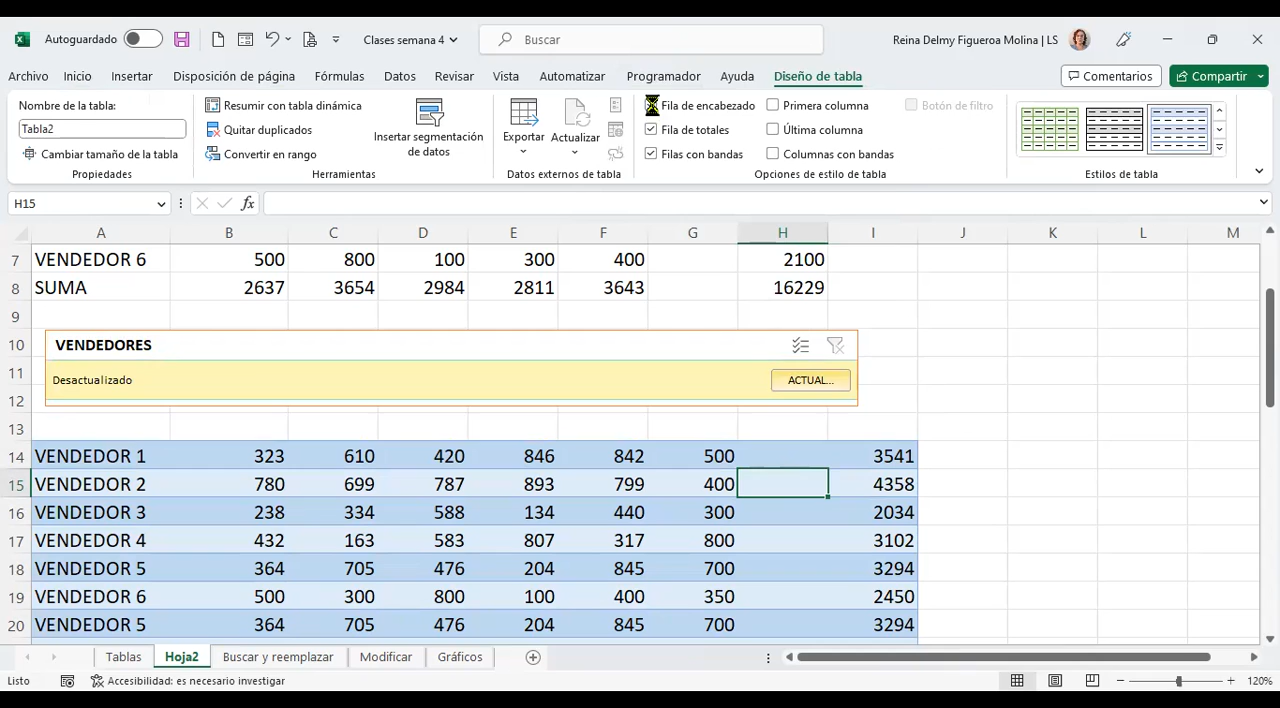 Autoguardado Clases semana 4 Buscar Reina Delmy Figueroa Molina | LS
Archivo Inicio Insertar Disposición de página Fórmulas Datos Revisar Vista Automatizar Programador Ayuda Diseño de tabla Comentarios Compartir
Nombre de la tabla:
Tabla2
Cambiar tamaño de la tabla
Propiedades
Resumir con tabla dinámica
Quitar duplicados
Convertir en rango
Insertar segmentación
de datos
Herramientas
Exportar
Actualizar
Datos externos de tabla
Fila de encabezado
Fila de totales
Filas con bandas
Primera columna
Última columna
Columnas con bandas
Botón de filtro
Opciones de estilo de tabla
Estilos de tabla
H15 fx
A B C D E F G H I J K L M
7 VENDEDOR 6 500 800 100 300 400 2100
8 SUMA 2637 3654 2984 2811 3643 16229
9
10 VENDEDORES
11 Desactualizado ACTUAL...
12
13
14 VENDEDOR 1 323 610 420 846 842 500 3541
15 VENDEDOR 2 780 699 787 893 799 400 4358
16 VENDEDOR 3 238 334 588 134 440 300 2034
17 VENDEDOR 4 432 163 583 807 317 800 3102
18 VENDEDOR 5 364 705 476 204 845 700 3294
19 VENDEDOR 6 500 300 800 100 400 350 2450
20 VENDEDOR 5 364 705 476 204 845 700 3294
Tablas Hoja2 Buscar y reemplazar Modificar Gráficos
Listo Accesibilidad: es necesario investigar 120%